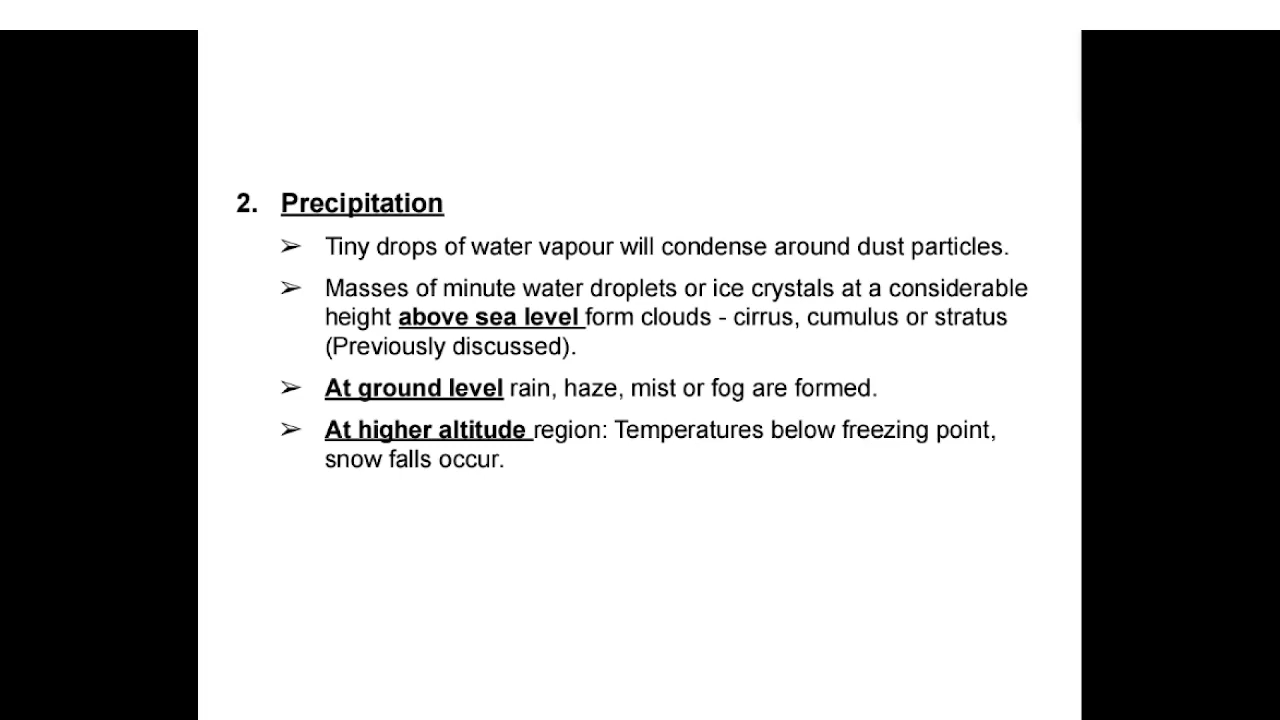 2. Precipitation
➢ Tiny drops of water vapour will condense around dust particles.
➢ Masses of minute water droplets or ice crystals at a considerable
height above sea level form clouds - cirrus, cumulus or stratus
(Previously discussed).
➢ At ground level rain, haze, mist or fog are formed.
➢ At higher altitude region: Temperatures below freezing point,
snow falls occur.